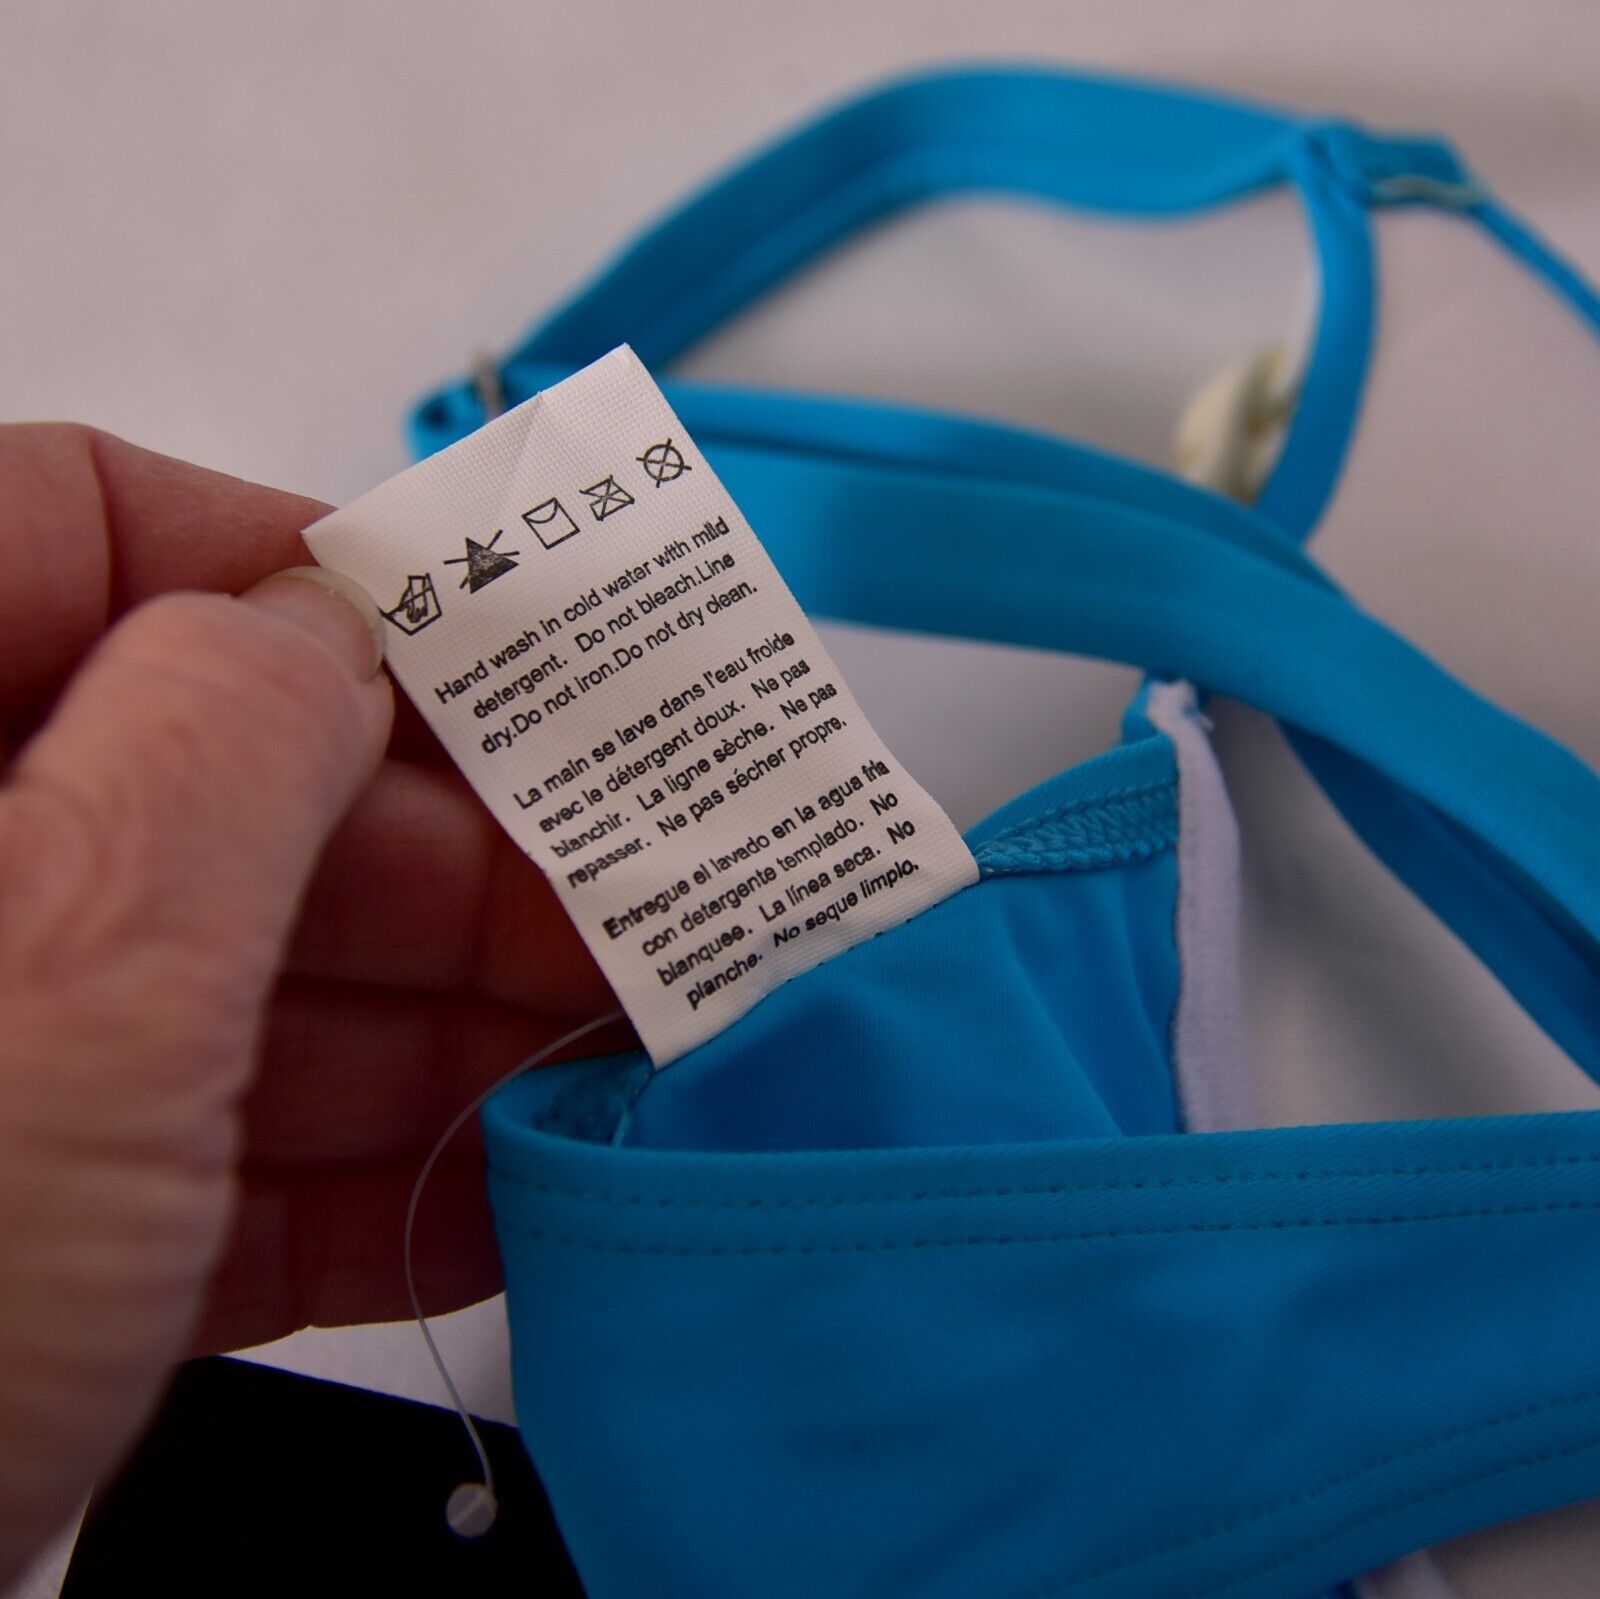 Hand wash in cold water with mild
detergent. Do not bleach.Line
dry.Do not iron.Do not dry clean.
La main se lave dans l'eau froide
avec le détergent doux. Ne pas
blanchir. La ligne sèche. Ne pas
repasser. Ne pas sécher propre.
Entregue el lavado en la agua fria
con detergente templado. No
blanquee. La línea seca. No
planche. No seque limpio.